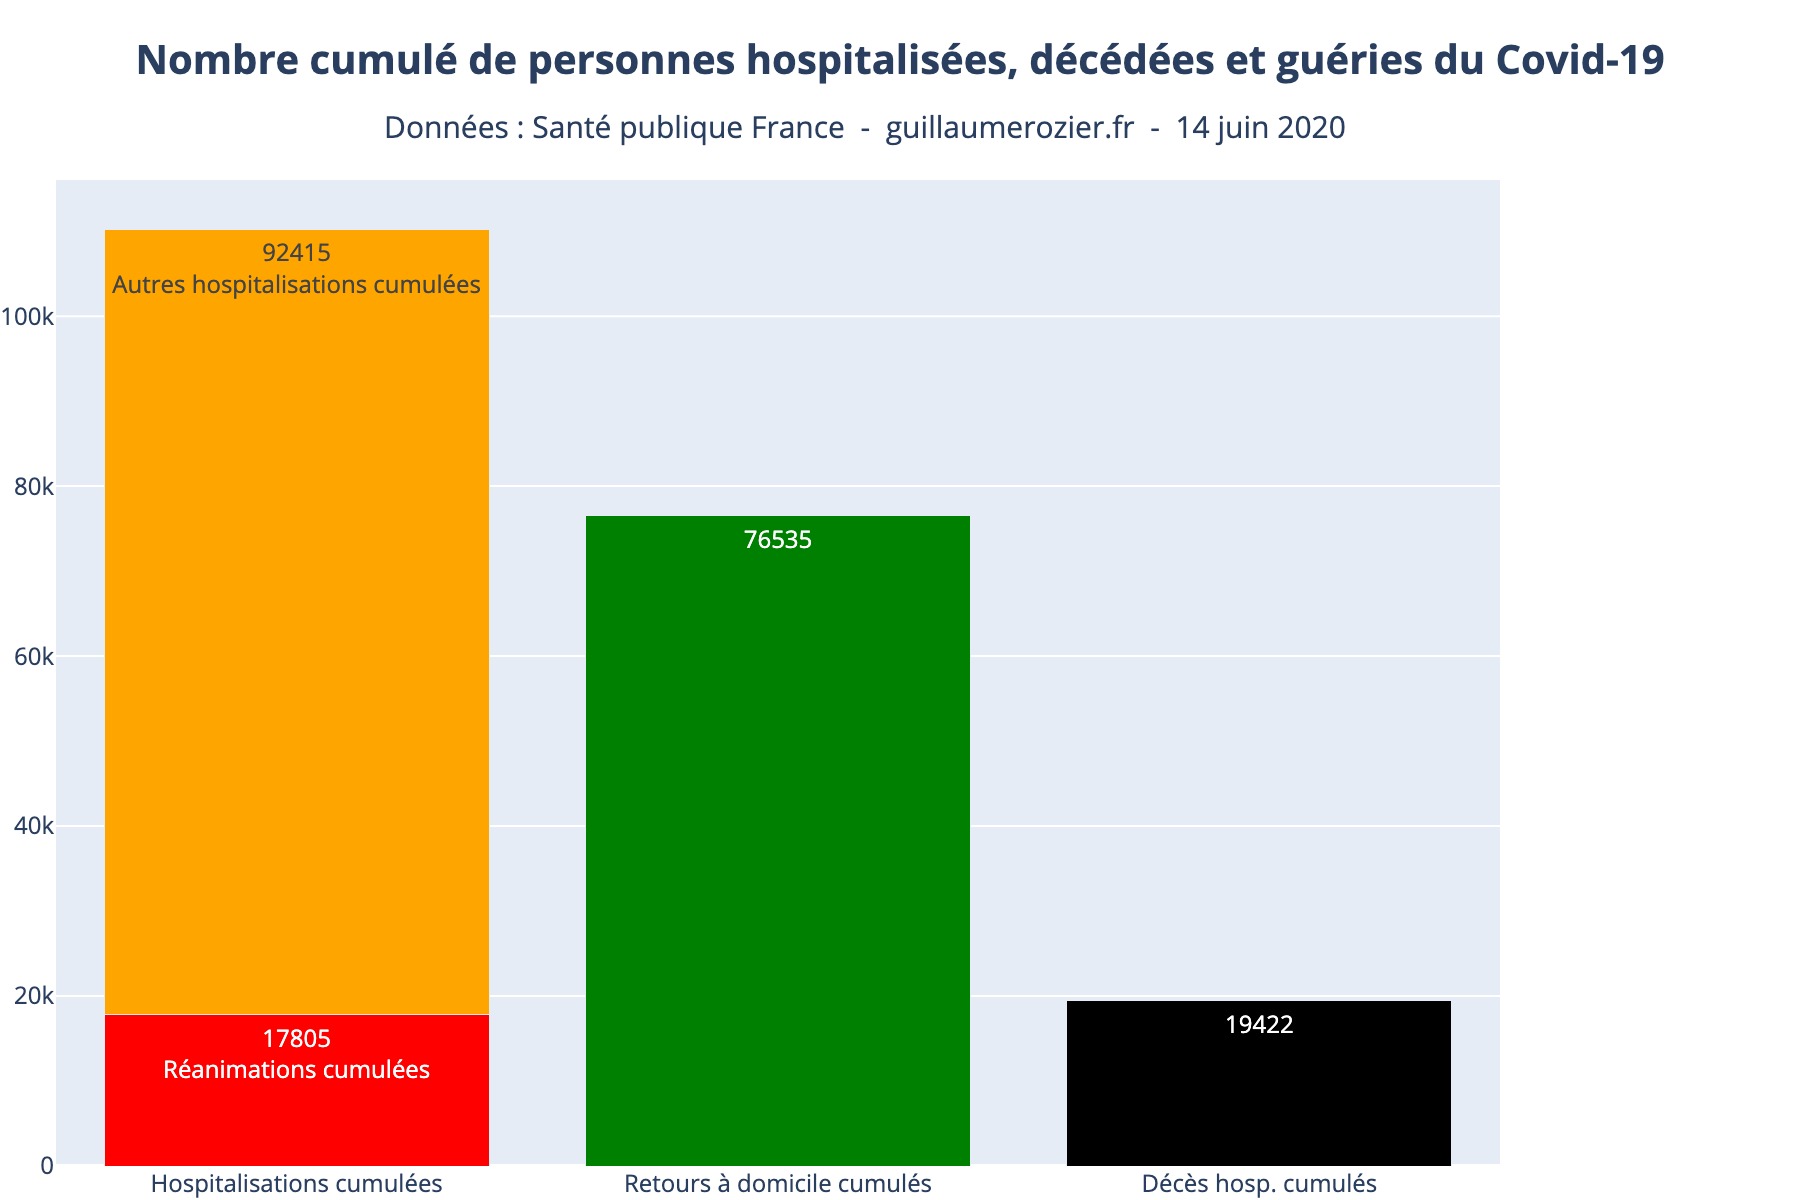 Nombre cumulé de personnes hospitalisées, décédées et guéries du Covid-19
Données : Santé publique France - guillaumerozier.fr - 14 juin 2020
92415
Autres hospitalisations cumulées
100k
80k
76535
60k
40k
20k
17805
Réanimations cumulées
19422
0
Hospitalisations cumulées
Retours à domicile cumulés
Décès hosp. cumulés